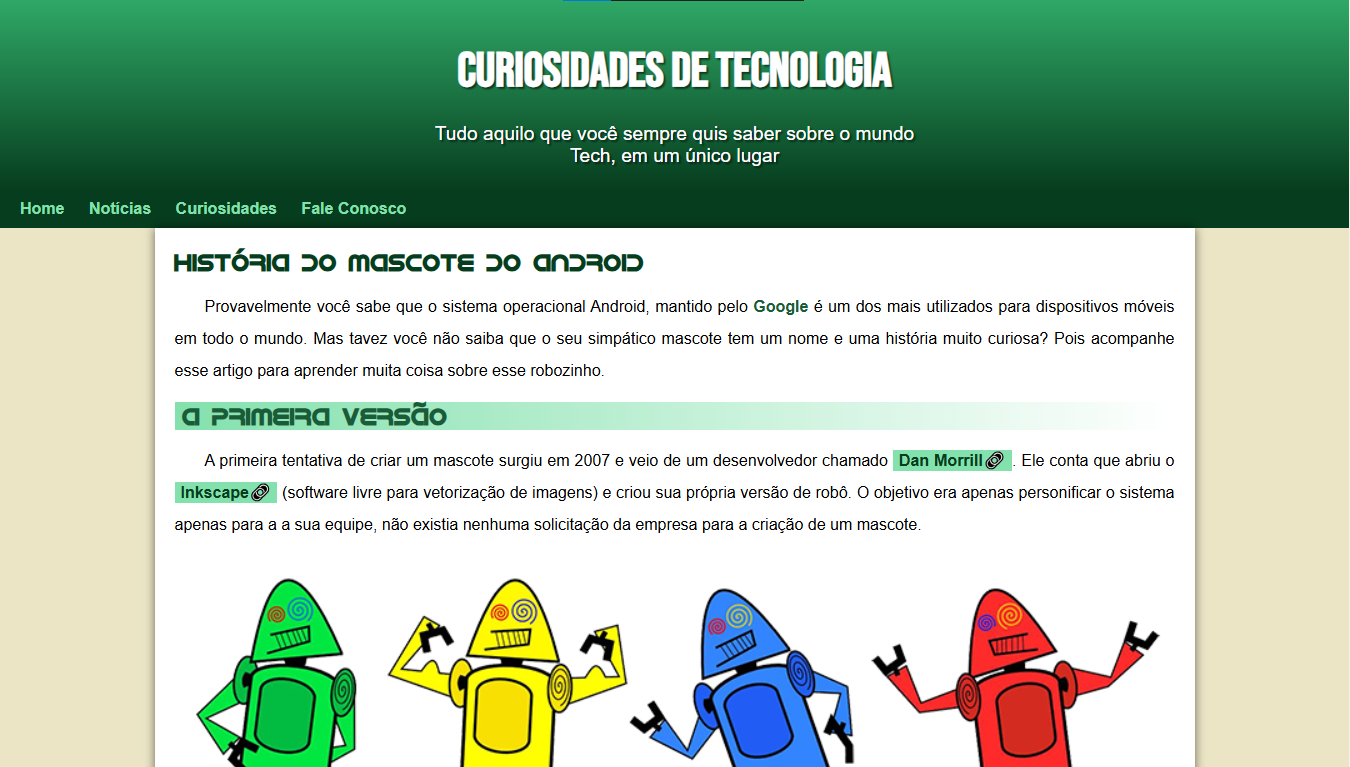 CURIOSIDADES DE TECNOLOGIA
Tudo aquilo que você sempre quis saber sobre o mundo
Tech, em um único lugar
Home Notícias Curiosidades Fale Conosco
HISTÓRIA DO MASCOTE DO ANDROID
Provavelmente você sabe que o sistema operacional Android, mantido pelo Google é um dos mais utilizados para dispositivos móveis
em todo o mundo. Mas tavez você não saiba que o seu simpático mascote tem um nome e uma história muito curiosa? Pois acompanhe
esse artigo para aprender muita coisa sobre esse robozinho.
A PRIMEIRA VERSÃO
A primeira tentativa de criar um mascote surgiu em 2007 e veio de um desenvolvedor chamado Dan Morrill. Ele conta que abriu o
Inkscape (software livre para vetorização de imagens) e criou sua própria versão de robô. O objetivo era apenas personificar o sistema
apenas para a a sua equipe, não existia nenhuma solicitação da empresa para a criação de um mascote.